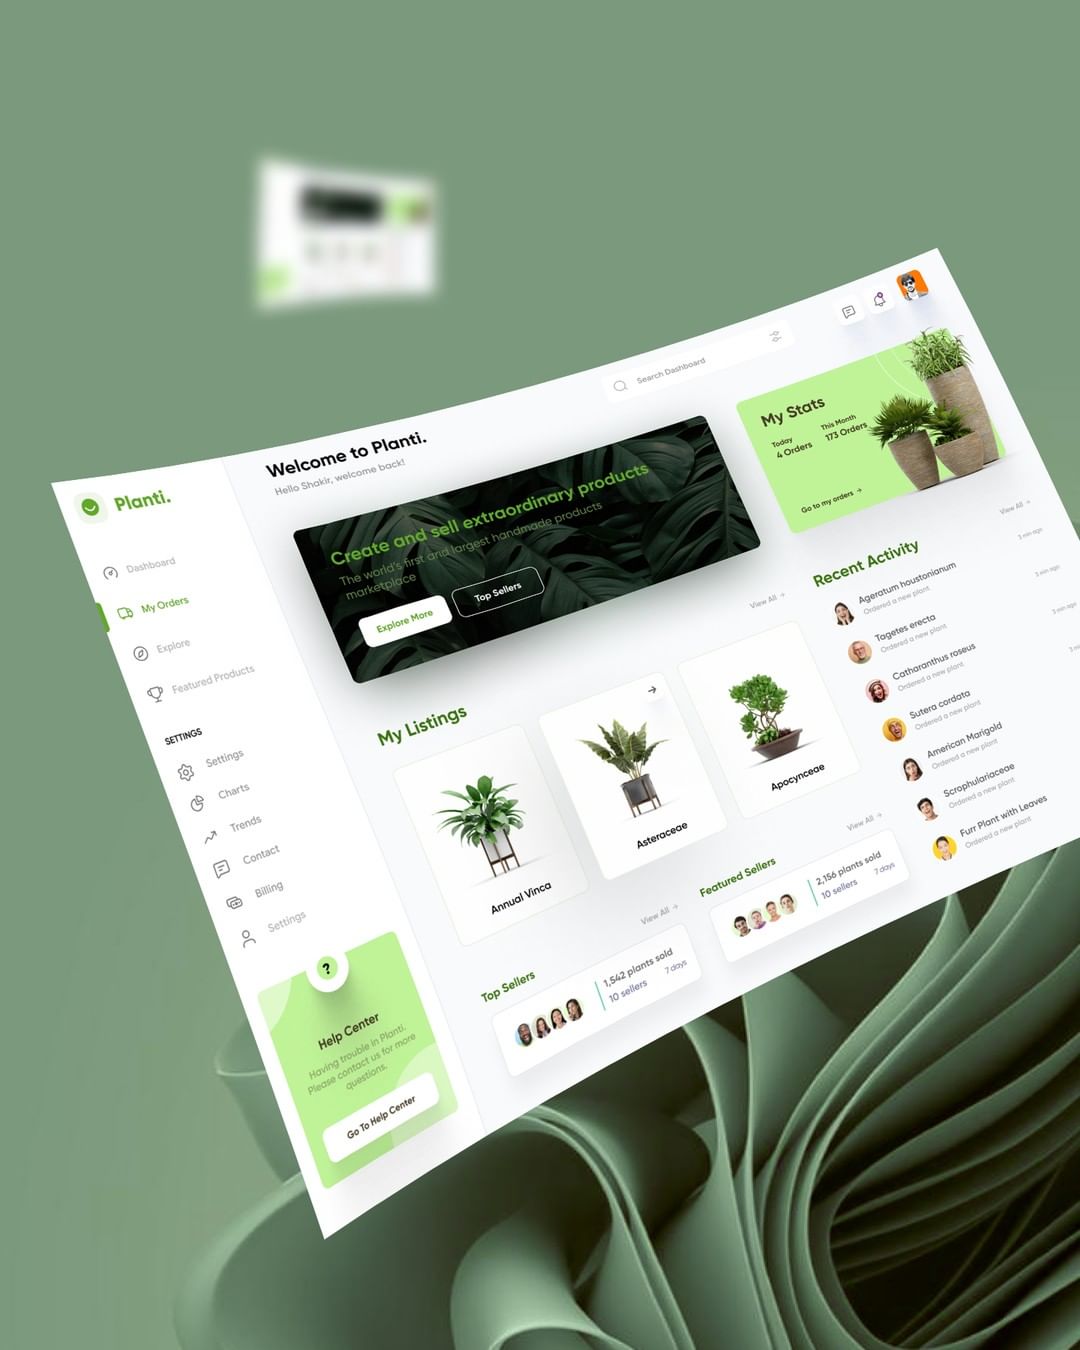 Planti.
Dashboard
My Orders
Explore
Featured Products
SETTINGS
Settings
Charts
Trends
Contact
Billing
Settings
?
Help Center
Having trouble in Planti.
Please contact us for more
questions.
Go To Help Center
Welcome to Planti.
Hello Shakir, welcome back!
Search Dashboard
Create and sell extraordinary products
The world's first and largest handmade products
marketplace
Explore More
Top Sellers
My Listings
View All
Annual Vinca
Asteraceae
Apocynceae
Top Sellers
View All
1,542 plants sold
10 sellers
7 days
Featured Sellers
View All
2,156 plants sold
10 sellers
7 days
My Stats
Today
4 Orders
This Month
173 Orders
Go to my orders
Recent Activity
View All
Ageratum houstonianum
Ordered a new plant
3 min ago
Tagetes erecta
Ordered a new plant
3 min ago
Catharanthus roseus
Ordered a new plant
3 min ago
Sutera cordata
Ordered a new plant
American Marigold
Ordered a new plant
Scrophulariaceae
Ordered a new plant
Furr Plant with Leaves
Ordered a new plant